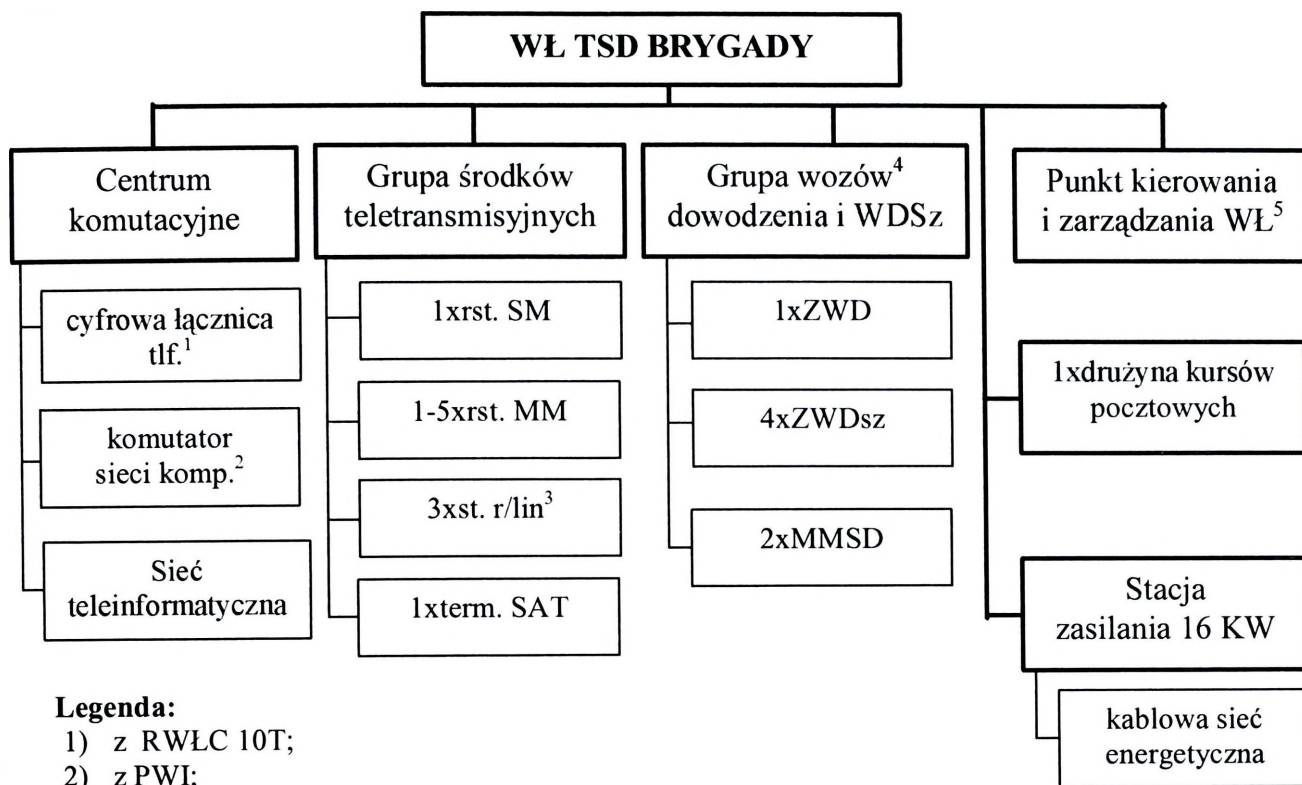 WŁ TSD BRYGADY
Centrum
komutacyjne
cyfrowa łącznica
tlf.¹
komutator
sieci komp.²
Sieć
teleinformatyczna
Grupa środków
teletransmisyjnych
1xrst. SM
1-5xrst. MM
3xst. r/lin³
1xterm. SAT
Grupa wozów⁴
dowodzenia i WDSz
1xZWD
4xZWDsz
2xMMSD
Punkt kierowania
i zarządzania WŁ⁵
1xdrużyna kursów
pocztowych
Stacja
zasilania 16 KW
kablowa sieć
energetyczna
Legenda:
1) z RWŁC 10T;
2) z PWI;